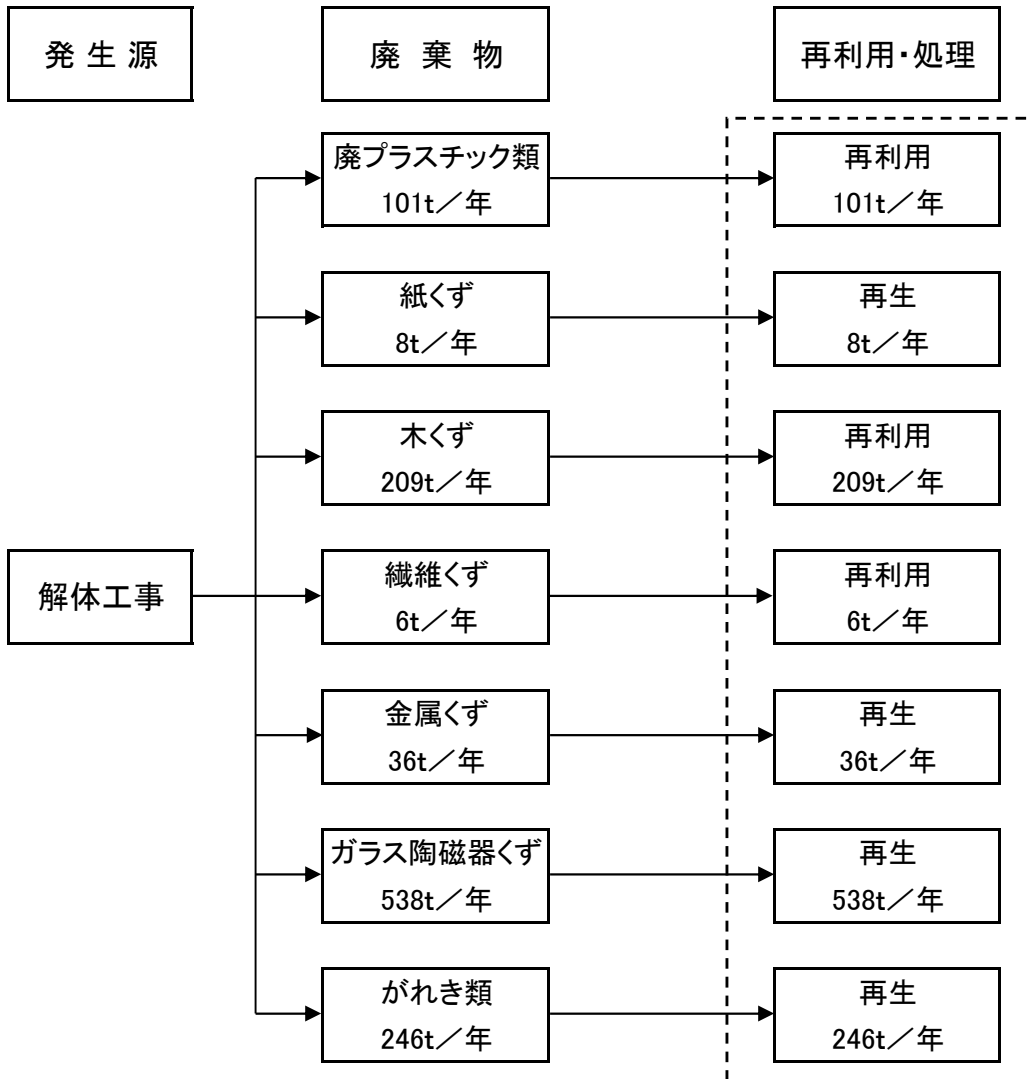 発生源
廃棄物
再利用・処理
廃プラスチック類
101t／年
再利用
101t／年
紙くず
8t／年
再生
8t／年
木くず
209t／年
再利用
209t／年
解体工事
繊維くず
6t／年
再利用
6t／年
金属くず
36t／年
再生
36t／年
ガラス陶磁器くず
538t／年
再生
538t／年
がれき類
246t／年
再生
246t／年